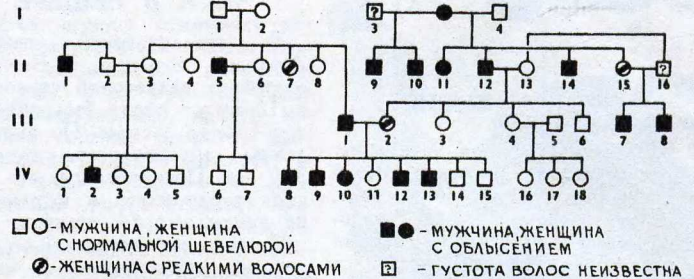 I ?
1 2 3 4
II ?
1 2 3 4 5 6 7 8 9 10 11 12 13 14 15 16
III
1 2 3 4 5 6 7 8
IV
1 2 3 4 5 6 7 8 9 10 11 12 13 14 15 16 17 18
- МУЖЧИНА, ЖЕНЩИНА
С НОРМАЛЬНОЙ ШЕВЕЛЮРОЙ
- ЖЕНЩИНА С РЕДКИМИ ВОЛОСАМИ
- МУЖЧИНА, ЖЕНЩИНА
С ОБЛЫСЕНИЕМ
? - ГУСТОТА ВОЛОС НЕИЗВЕСТНА